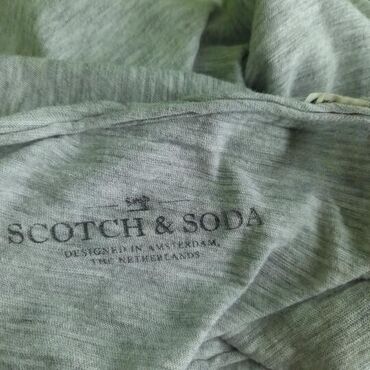 SCOTCH & SODA
DESIGNED IN AMSTERDAM,
THE NETHERLANDS